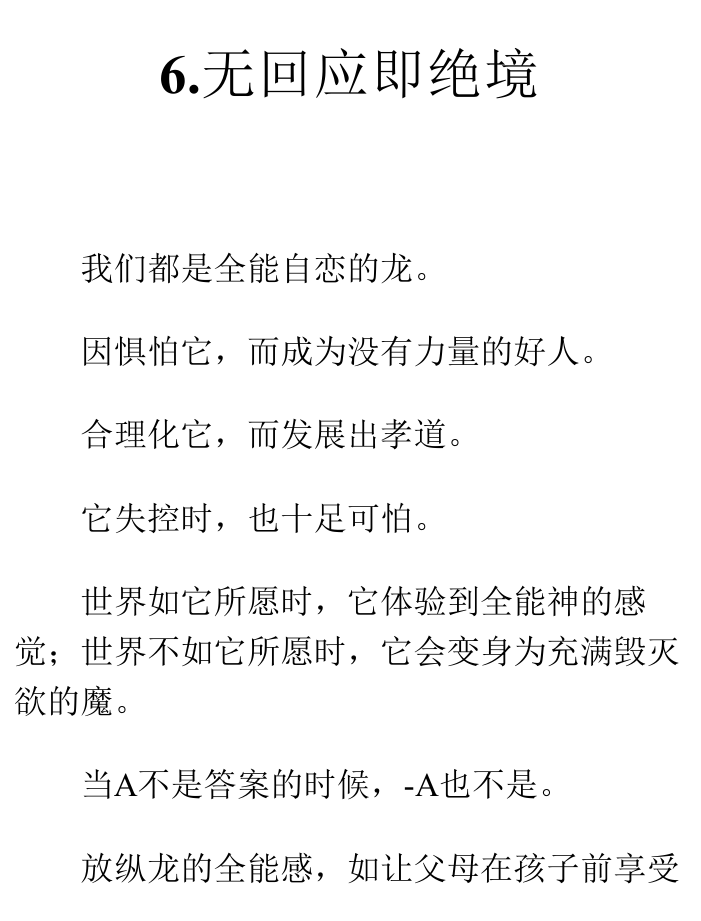 6.无回应即绝境
我们都是全能自恋的龙。
因惧怕它，而成为没有力量的好人。
合理化它，而发展出孝道。
它失控时，也十足可怕。
世界如它所愿时，它体验到全能神的感
觉；世界不如它所愿时，它会变身为充满毁灭
欲的魔。
当A不是答案的时候，-A也不是。
放纵龙的全能感，如让父母在孩子前享受